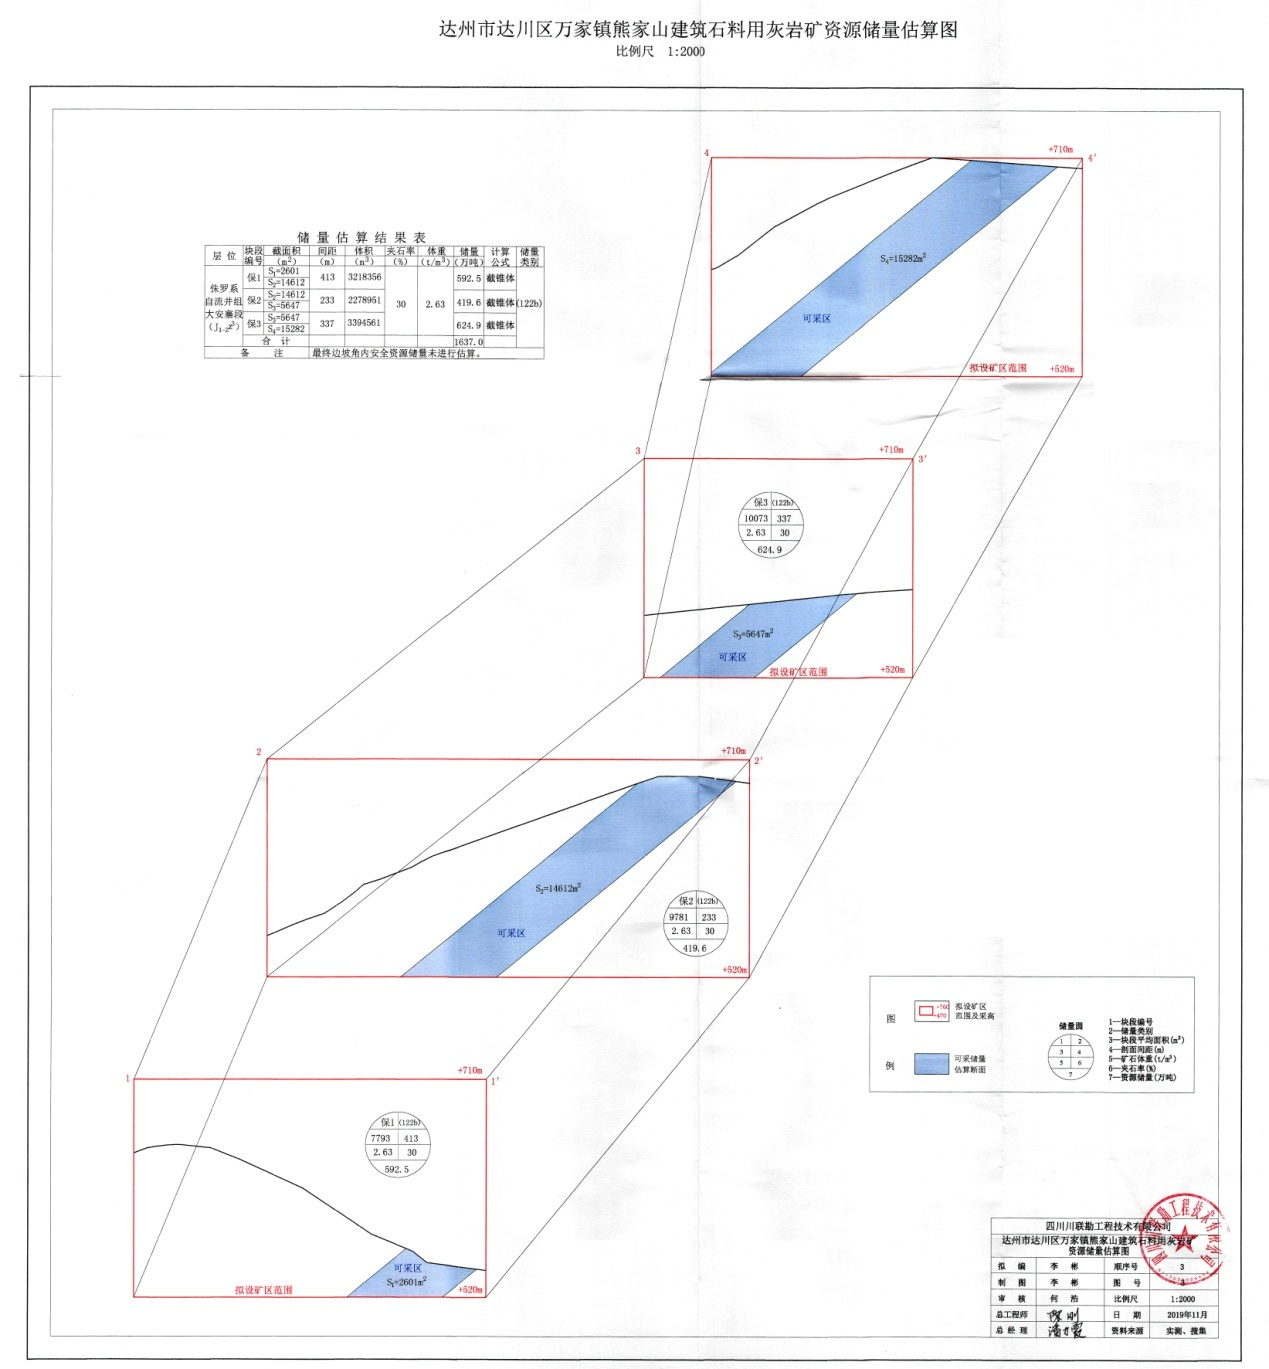 达州市达川区万家镇熊家山建筑石料用灰岩矿资源储量估算图
比例尺 1:2000
4 +710m 4′
S4=15282m²
可采区
拟设矿区范围 +520m
储量估算结果表
层位 块段编号 截面积(m²) 间距(m) 体积(m³) 夹石率(%) 体重(t/m³) 储量(万吨) 计算公式 储量类别
侏罗系自流井组大安寨段
保1 S1=2601 S2=14612 413 3218356 30 2.63 592.5 截锥体 (122b)
保2 S2=14612 S3=5647 233 2278951 419.6 截锥体
保3 S3=5647 S4=15282 337 3394561 624.9 截锥体
合计 1637.0
备注 最终边坡角内安全资源储量未进行估算。
3 +710m 3′
保3 (122b)
10073 337
2.63 30
624.9
S3=5647m²
可采区
拟设矿区范围 +520m
2 +710m 2′
S2=14612m²
可采区
保2 (122b)
9781 233
2.63 30
419.6
+520m
1 +710m 1′
保1 (122b)
7793 413
2.63 30
592.5
可采区
S1=2601m²
拟设矿区范围 +520m
图例
+760
+470
拟设矿区
范围及采高
可采储量
估算断面
储量圆
1 2
3 4
5 6
7
1—块段编号
2—储量类别
3—块段平均面积(m²)
4—剖面间距(m)
5—矿石体重(t/m³)
6—夹石率(%)
7—资源储量(万吨)
四川川联勘工程技术有限公司
达州市达川区万家镇熊家山建筑石料用灰岩矿
资源储量估算图
拟编 李彬 顺序号 3
制图 李彬 图号 3
审核 何浩 比例尺 1:2000
总工程师 日期 2019年11月
总经理 资料来源 实测、搜集